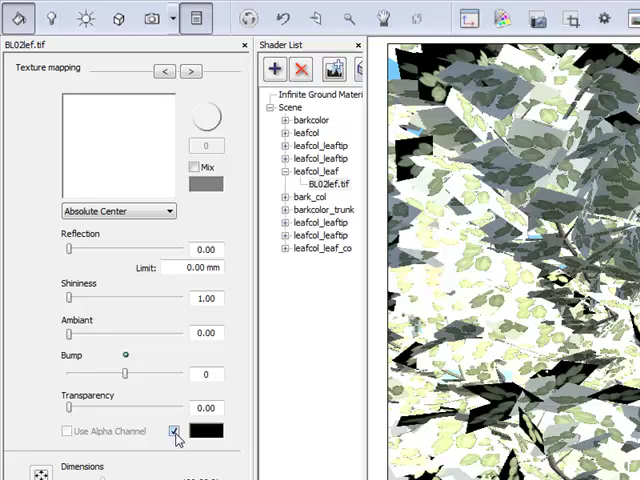 BL02lef.tif
Texture mapping
<
>
0
Mix
Absolute Center
Reflection
0.00
Limit: 0.00 mm
Shininess
1.00
Ambiant
0.00
Bump
0
Transparency
0.00
Use Alpha Channel
Dimensions
Shader List
Infinite Ground Materi
Scene
barkcolor
leafcol
leafcol_leaftip
leafcol_leaftip
leafcol_leaf
BL02lef.tif
bark_col
barkcolor_trunk
leafcol_leaftip
leafcol_leaftip
leafcol_leaf_co